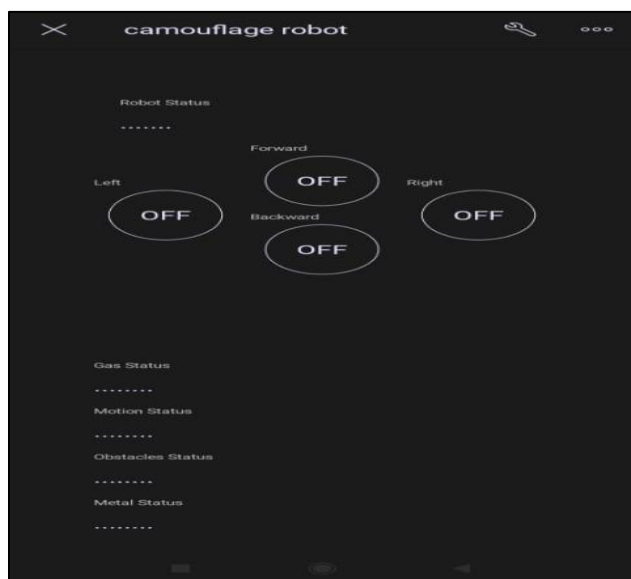 camouflage robot
Robot Status
-------
Forward
OFF
Left
OFF
Right
OFF
Backward
OFF
Gas Status
--------
Motion Status
--------
Obstacles Status
--------
Metal Status
--------